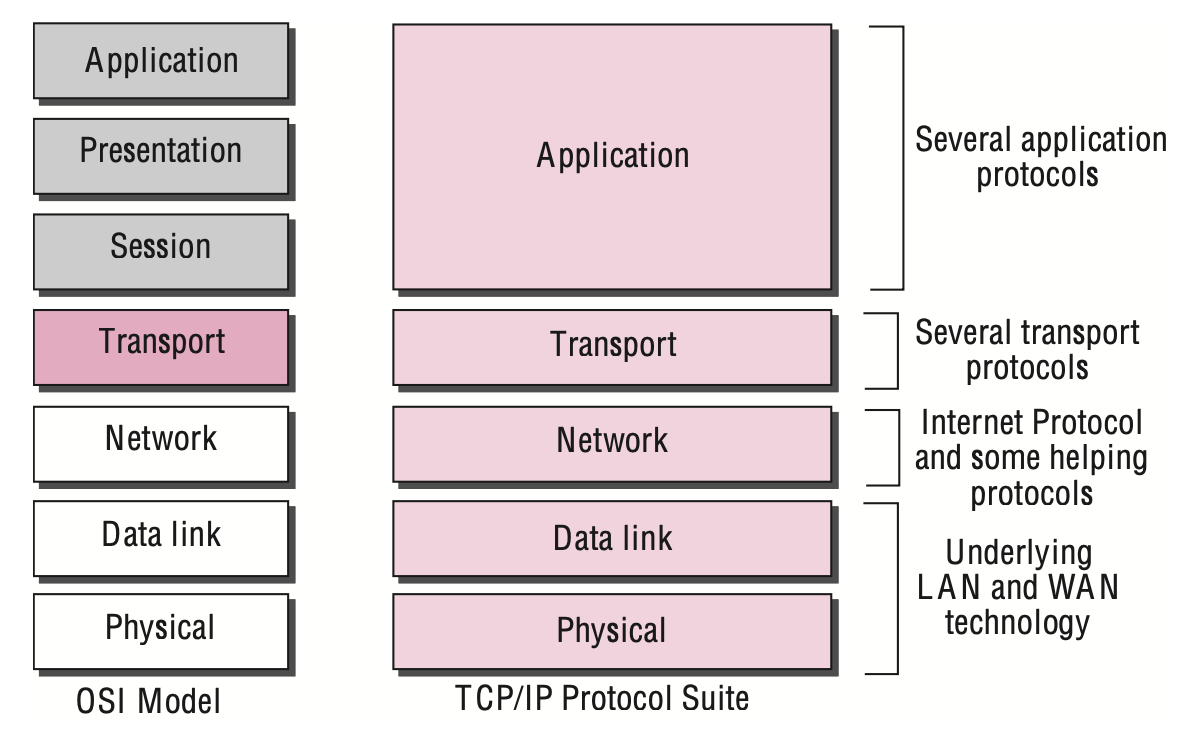 Application
Presentation
Session
Transport
Network
Data link
Physical
OSI Model
Application
Transport
Network
Data link
Physical
TCP/IP Protocol Suite
Several application
protocols
Several transport
protocols
Internet Protocol
and some helping
protocols
Underlying
LAN and WAN
technology